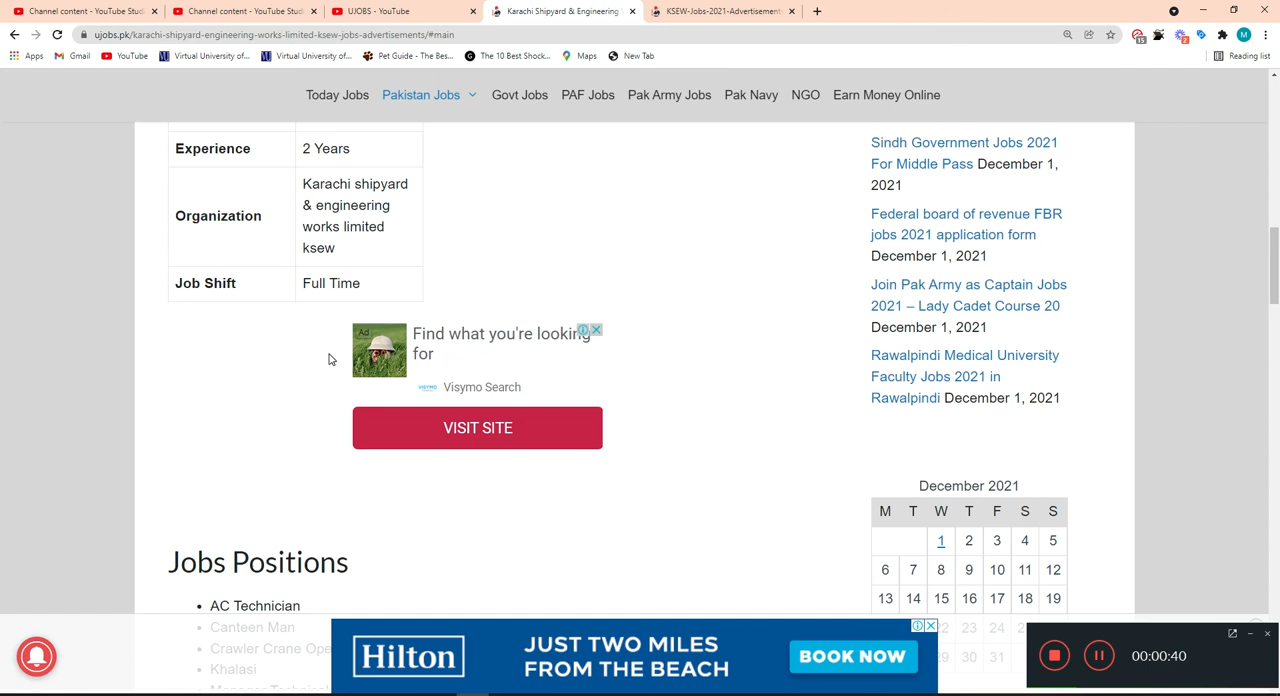 Channel content - YouTube Studi
Channel content - YouTube Studi
UJOBS - YouTube
Karachi Shipyard & Engineering
KSEW-Jobs-2021-Advertisement
ujobs.pk/karachi-shipyard-engineering-works-limited-ksew-jobs-advertisements/#main
15
2
M
Apps
Gmail
YouTube
Virtual University of...
Virtual University of...
Pet Guide - The Bes...
The 10 Best Shock...
Maps
New Tab
Reading list
Today Jobs
Pakistan Jobs
Govt Jobs
PAF Jobs
Pak Army Jobs
Pak Navy
NGO
Earn Money Online
Experience
2 Years
Organization
Karachi shipyard
& engineering
works limited
ksew
Job Shift
Full Time
Ad
Find what you're looking
for
VISYMO
Visymo Search
VISIT SITE
Jobs Positions
AC Technician
Canteen Man
Crawler Crane Ope
Khalasi
Manager Technical
Sindh Government Jobs 2021
For Middle Pass December 1,
2021
Federal board of revenue FBR
jobs 2021 application form
December 1, 2021
Join Pak Army as Captain Jobs
2021 – Lady Cadet Course 20
December 1, 2021
Rawalpindi Medical University
Faculty Jobs 2021 in
Rawalpindi December 1, 2021
December 2021
M T W T F S S
1 2 3 4 5
6 7 8 9 10 11 12
13 14 15 16 17 18 19
22 23 24 2
29 30 31
Hilton
JUST TWO MILES
FROM THE BEACH
BOOK NOW
00:00:40